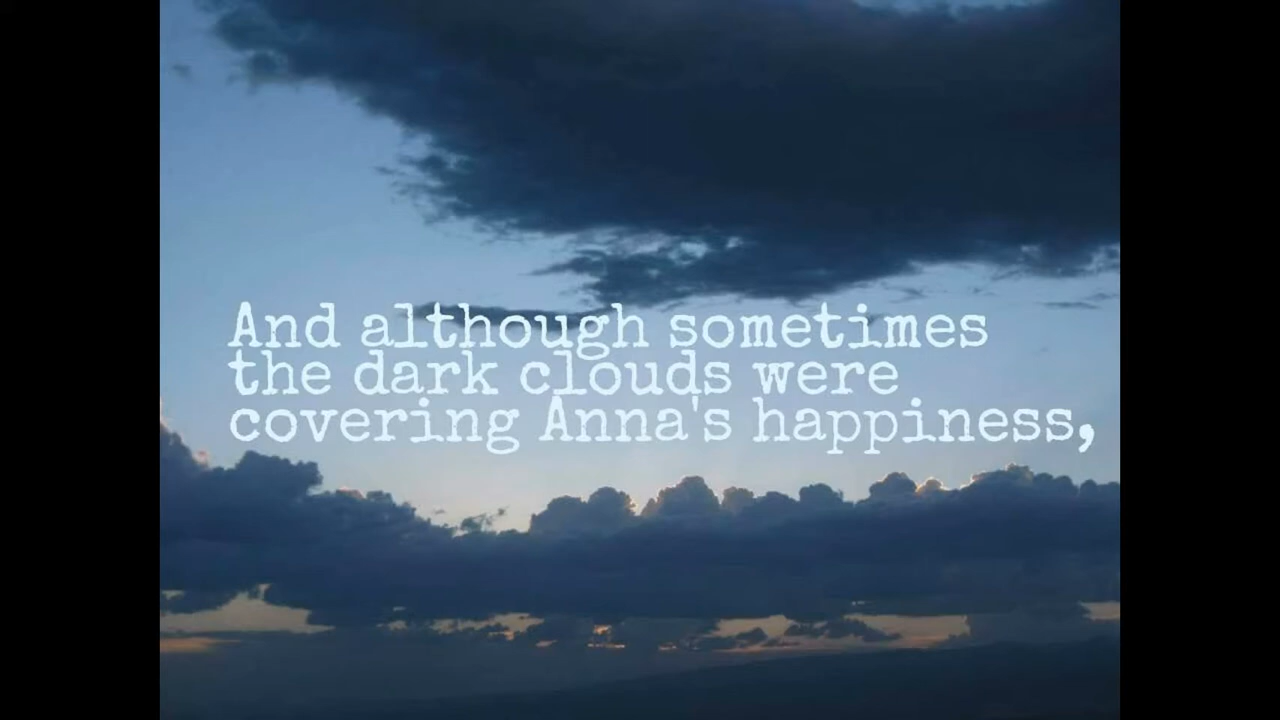 And although sometimes
the dark clouds were
covering Anna's happiness,